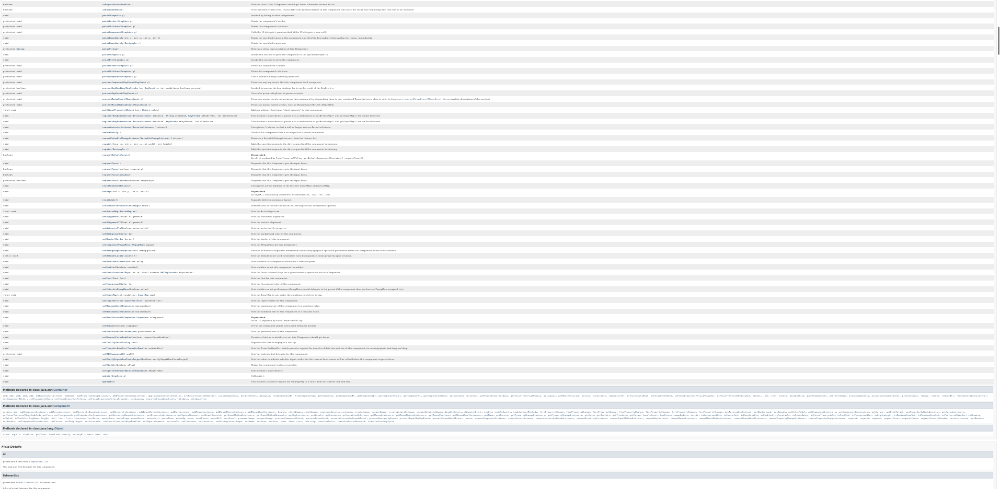 boolean isRequestFocusEnabled() Returns true if this JComponent should get focus; otherwise returns false.
boolean isValidateRoot() If this method returns true, revalidate calls by descendants of this component will cause the entire tree beginning with this root to be validated.
void paint(Graphics g) Invoked by Swing to draw components.
protected void paintBorder(Graphics g) Paints the component's border.
protected void paintChildren(Graphics g) Paints this component's children.
protected void paintComponent(Graphics g) Calls the UI delegate's paint method, if the UI delegate is non-null.
void paintImmediately(int x, int y, int w, int h) Paints the specified region in this component and all of its descendants that overlap the region, immediately.
void paintImmediately(Rectangle r) Paints the specified region now.
protected String paramString() Returns a string representation of this JComponent.
void print(Graphics g) Invoke this method to print the component to the specified Graphics.
void printAll(Graphics g) Invoke this method to print the component.
protected void printBorder(Graphics g) Prints the component's border.
protected void printChildren(Graphics g) Prints this component's children.
protected void printComponent(Graphics g) This is invoked during a printing operation.
protected void processComponentKeyEvent(KeyEvent e) Processes any key events that the component itself recognizes.
protected boolean processKeyBinding(KeyStroke ks, KeyEvent e, int condition, boolean pressed) Invoked to process the key bindings for ks as the result of the KeyEvent e.
protected void processKeyEvent(KeyEvent e) Overrides processKeyEvent to process events.
protected void processMouseEvent(MouseEvent e) Processes mouse events occurring on this component by dispatching them to any registered MouseListener objects, refer to Component.processMouseEvent(MouseEvent) for a complete description of this method.
protected void processMouseMotionEvent(MouseEvent e) Processes mouse motion events, such as MouseEvent.MOUSE_DRAGGED.
final void putClientProperty(Object key, Object value) Adds an arbitrary key/value "client property" to this component.
void registerKeyboardAction(ActionListener anAction, String aCommand, KeyStroke aKeyStroke, int aCondition) This method is now obsolete, please use a combination of getActionMap() and getInputMap() for similar behavior.
void registerKeyboardAction(ActionListener anAction, KeyStroke aKeyStroke, int aCondition) This method is now obsolete, please use a combination of getActionMap() and getInputMap() for similar behavior.
void removeAncestorListener(AncestorListener listener) Unregisters listener so that it will no longer receive AncestorEvents.
void removeNotify() Notifies this component that it no longer has a parent component.
void removeVetoableChangeListener(VetoableChangeListener listener) Removes a VetoableChangeListener from the listener list.
void repaint(long tm, int x, int y, int width, int height) Adds the specified region to the dirty region list if the component is showing.
void repaint(Rectangle r) Adds the specified region to the dirty region list if the component is showing.
boolean requestDefaultFocus() Deprecated.
As of 1.4, replaced by FocusTraversalPolicy.getDefaultComponent(Container).requestFocus()
void requestFocus() Requests that this Component gets the input focus.
boolean requestFocus(boolean temporary) Requests that this Component gets the input focus.
boolean requestFocusInWindow() Requests that this Component gets the input focus.
protected boolean requestFocusInWindow(boolean temporary) Requests that this Component gets the input focus.
void resetKeyboardActions() Unregisters all the bindings in the first tier InputMaps and ActionMap.
void reshape(int x, int y, int w, int h) Deprecated.
As of JDK 5, replaced by Component.setBounds(int, int, int, int).
void revalidate() Supports deferred automatic layout.
void scrollRectToVisible(Rectangle aRect) Forwards the scrollRectToVisible() message to the JComponent's parent.
final void setActionMap(ActionMap am) Sets the ActionMap to am.
void setAlignmentX(float alignmentX) Sets the horizontal alignment.
void setAlignmentY(float alignmentY) Sets the vertical alignment.
void setAutoscrolls(boolean autoscrolls) Sets the autoscrolls property.
void setBackground(Color bg) Sets the background color of this component.
void setBorder(Border border) Sets the border of this component.
void setComponentPopupMenu(JPopupMenu popup) Sets the JPopupMenu for this JComponent.
void setDebugGraphicsOptions(int debugOptions) Enables or disables diagnostic information about every graphics operation performed within the component or one of its children.
static void setDefaultLocale(Locale l) Sets the default locale used to initialize each JComponent's locale property upon creation.
void setDoubleBuffered(boolean aFlag) Sets whether this component should use a buffer to paint.
void setEnabled(boolean enabled) Sets whether or not this component is enabled.
void setFocusTraversalKeys(int id, Set<? extends AWTKeyStroke> keystrokes) Sets the focus traversal keys for a given traversal operation for this Component.
void setFont(Font font) Sets the font for this component.
void setForeground(Color fg) Sets the foreground color of this component.
void setInheritsPopupMenu(boolean value) Sets whether or not getComponentPopupMenu should delegate to the parent if this component does not have a JPopupMenu assigned to it.
final void setInputMap(int condition, InputMap map) Sets the InputMap to use under the condition condition to map.
void setInputVerifier(InputVerifier inputVerifier) Sets the input verifier for this component.
void setMaximumSize(Dimension maximumSize) Sets the maximum size of this component to a constant value.
void setMinimumSize(Dimension minimumSize) Sets the minimum size of this component to a constant value.
void setNextFocusableComponent(Component aComponent) Deprecated.
As of 1.4, replaced by FocusTraversalPolicy
void setOpaque(boolean isOpaque) If true the component paints every pixel within its bounds.
void setPreferredSize(Dimension preferredSize) Sets the preferred size of this component.
void setRequestFocusEnabled(boolean requestFocusEnabled) Provides a hint as to whether or not this JComponent should get focus.
void setToolTipText(String text) Registers the text to display in a tool tip.
void setTransferHandler(TransferHandler newHandler) Sets the TransferHandler, which provides support for transfer of data into and out of this component via cut/copy/paste and drag and drop.
protected void setUI(ComponentUI newUI) Sets the look and feel delegate for this component.
void setVerifyInputWhenFocusTarget(boolean verifyInputWhenFocusTarget) Sets the value to indicate whether input verifier for the current focus owner will be called before this component requests focus.
void setVisible(boolean aFlag) Makes the component visible or invisible.
void unregisterKeyboardAction(KeyStroke aKeyStroke) This method is now obsolete.
void update(Graphics g) Calls paint.
void updateUI() This method is called to update the UI property to a value from the current look and feel.
Methods declared in class java.awt.Container
Methods declared in class java.awt.Component
Methods declared in class java.lang.Object
clone, equals, finalize, getClass, hashCode, notify, notifyAll, wait, wait, wait
Field Details
ui
protected transient ComponentUI ui
The look and feel delegate for this component.
listenerList
protected EventListenerList listenerList
A list of event listeners for this component.